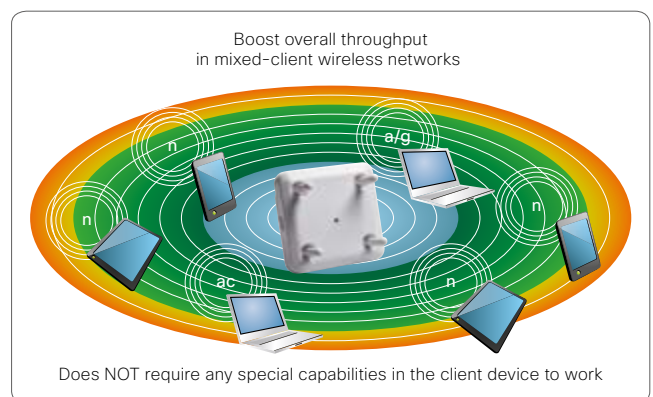 Boost overall throughput
in mixed-client wireless networks
a/g
n
n
n
ac
n
Does NOT require any special capabilities in the client device to work